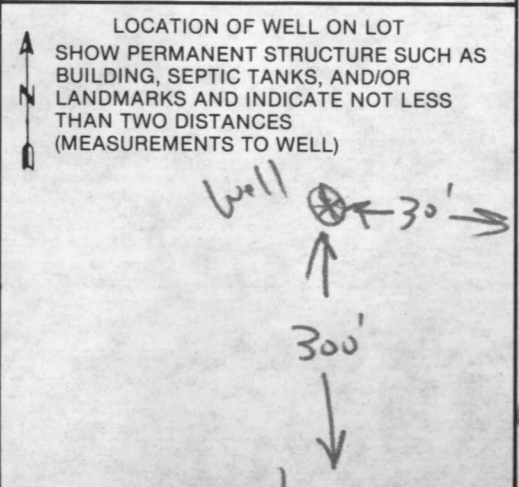 LOCATION OF WELL ON LOT
SHOW PERMANENT STRUCTURE SUCH AS
BUILDING, SEPTIC TANKS, AND/OR
N LANDMARKS AND INDICATE NOT LESS
THAN TWO DISTANCES
(MEASUREMENTS TO WELL)
Well 30'
300'